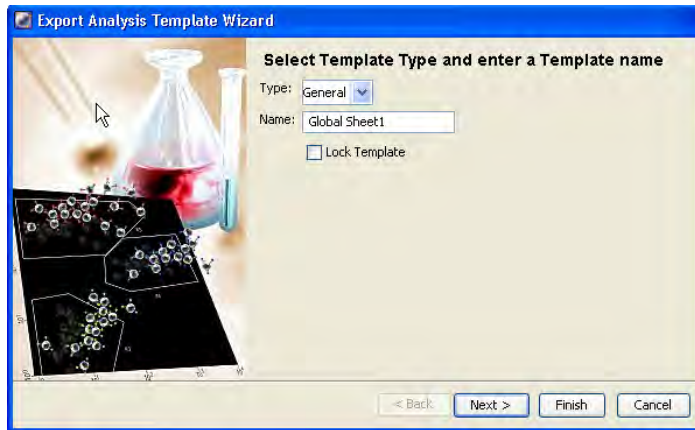 Export Analysis Template Wizard
Select Template Type and enter a Template name
Type: General
Name: Global Sheet1
Lock Template
< Back Next > Finish Cancel